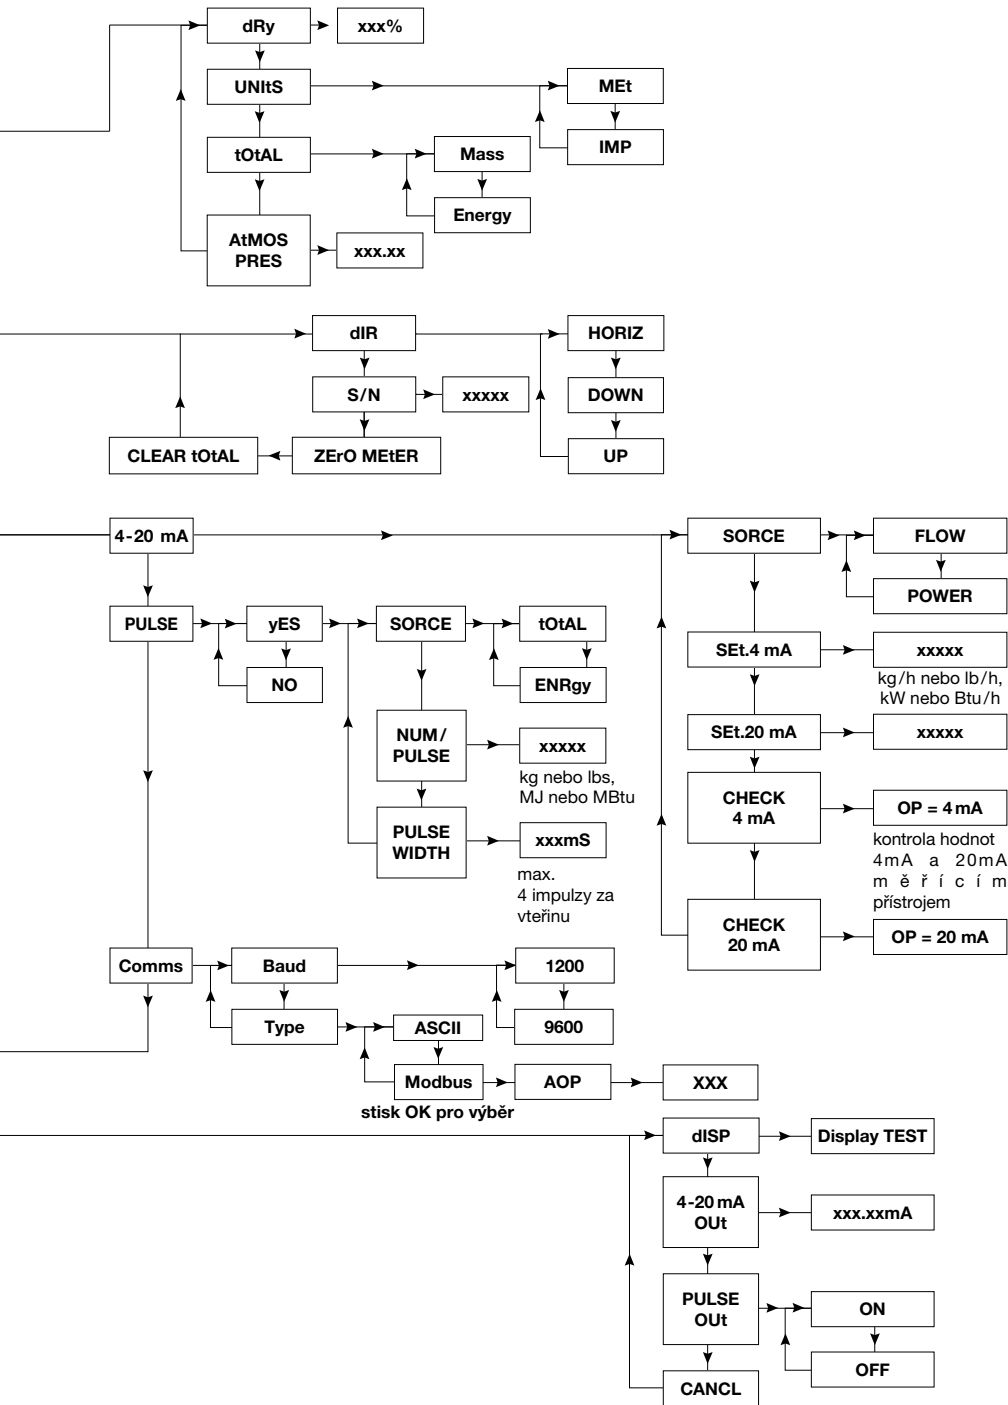 dRy
xxx%
UNItS
MEt
IMP
tOtAL
Mass
Energy
AtMOS
PRES
xxx.xx
dIR
HORIZ
S/N
xxxxx
DOWN
CLEAR tOtAL
ZErO MEtER
UP
4-20 mA
SORCE
FLOW
POWER
PULSE
yES
SORCE
tOtAL
NO
ENRgy
SEt.4 mA
xxxxx
kg/h nebo lb/h,
kW nebo Btu/h
NUM/
PULSE
xxxxx
kg nebo lbs,
MJ nebo MBtu
SEt.20 mA
xxxxx
PULSE
WIDTH
xxxmS
max.
4 impulzy za
vteřinu
CHECK
4 mA
OP = 4 mA
kontrola hodnot
4mA a 20mA
měřícím
přístrojem
CHECK
20 mA
OP = 20 mA
Comms
Baud
1200
9600
Type
ASCII
Modbus
AOP
XXX
stisk OK pro výběr
dISP
Display TEST
4-20 mA
OUt
xxx.xxmA
PULSE
OUt
ON
OFF
CANCL